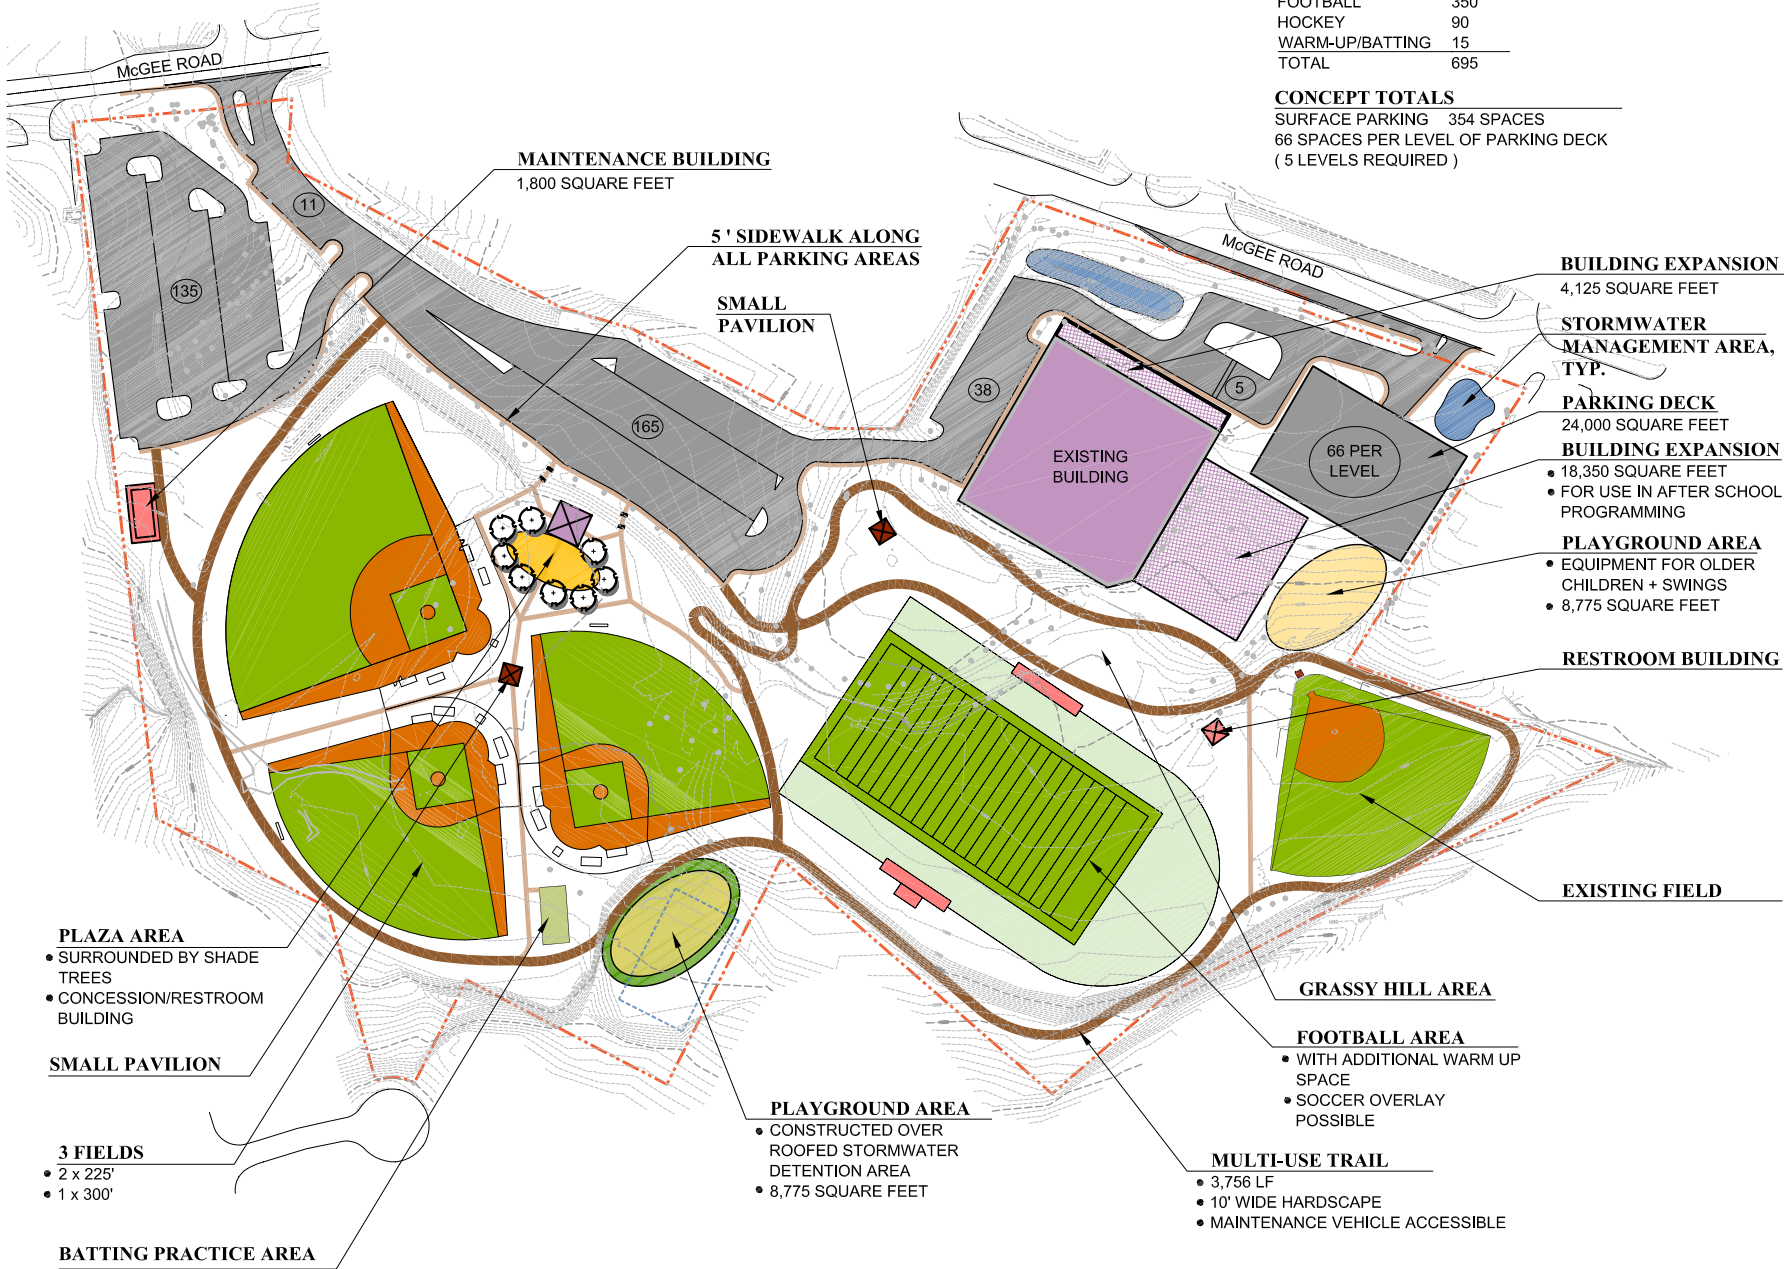 FOOTBALL 350
HOCKEY 90
WARM-UP/BATTING 15
TOTAL 695
CONCEPT TOTALS
SURFACE PARKING 354 SPACES
66 SPACES PER LEVEL OF PARKING DECK
( 5 LEVELS REQUIRED )
McGEE ROAD
MAINTENANCE BUILDING
1,800 SQUARE FEET
11
135
5 ' SIDEWALK ALONG
ALL PARKING AREAS
SMALL
PAVILION
McGEE ROAD
BUILDING EXPANSION
4,125 SQUARE FEET
STORMWATER
MANAGEMENT AREA,
TYP.
PARKING DECK
24,000 SQUARE FEET
BUILDING EXPANSION
• 18,350 SQUARE FEET
• FOR USE IN AFTER SCHOOL
PROGRAMMING
PLAYGROUND AREA
• EQUIPMENT FOR OLDER
CHILDREN + SWINGS
• 8,775 SQUARE FEET
RESTROOM BUILDING
38
5
165
EXISTING
BUILDING
66 PER
LEVEL
EXISTING FIELD
PLAZA AREA
• SURROUNDED BY SHADE
TREES
• CONCESSION/RESTROOM
BUILDING
SMALL PAVILION
3 FIELDS
• 2 x 225'
• 1 x 300'
BATTING PRACTICE AREA
PLAYGROUND AREA
• CONSTRUCTED OVER
ROOFED STORMWATER
DETENTION AREA
• 8,775 SQUARE FEET
GRASSY HILL AREA
FOOTBALL AREA
• WITH ADDITIONAL WARM UP
SPACE
• SOCCER OVERLAY
POSSIBLE
MULTI-USE TRAIL
• 3,756 LF
• 10' WIDE HARDSCAPE
• MAINTENANCE VEHICLE ACCESSIBLE